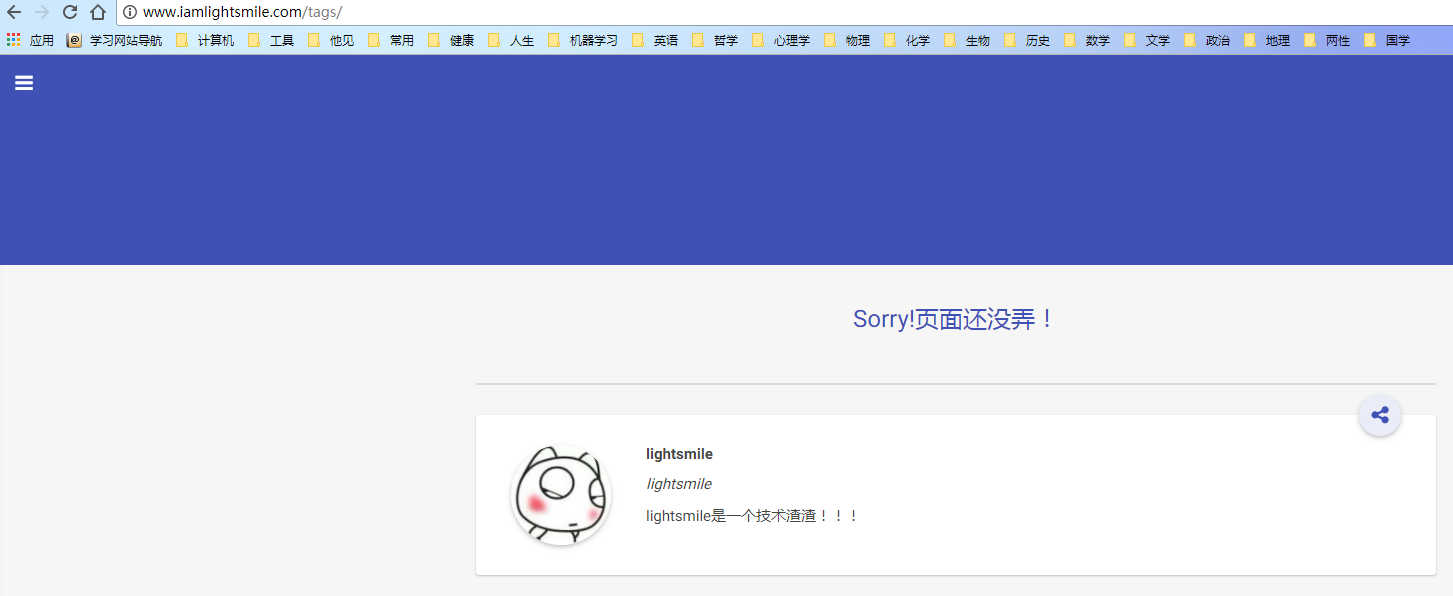 www.iamlightsmile.com/tags/
应用 学习网站导航 计算机 工具 他见 常用 健康 人生 机器学习 英语 哲学 心理学 物理 化学 生物 历史 数学 文学 政治 地理 两性 国学
Sorry!页面还没弄！
lightsmile
lightsmile
lightsmile是一个技术渣渣！！！